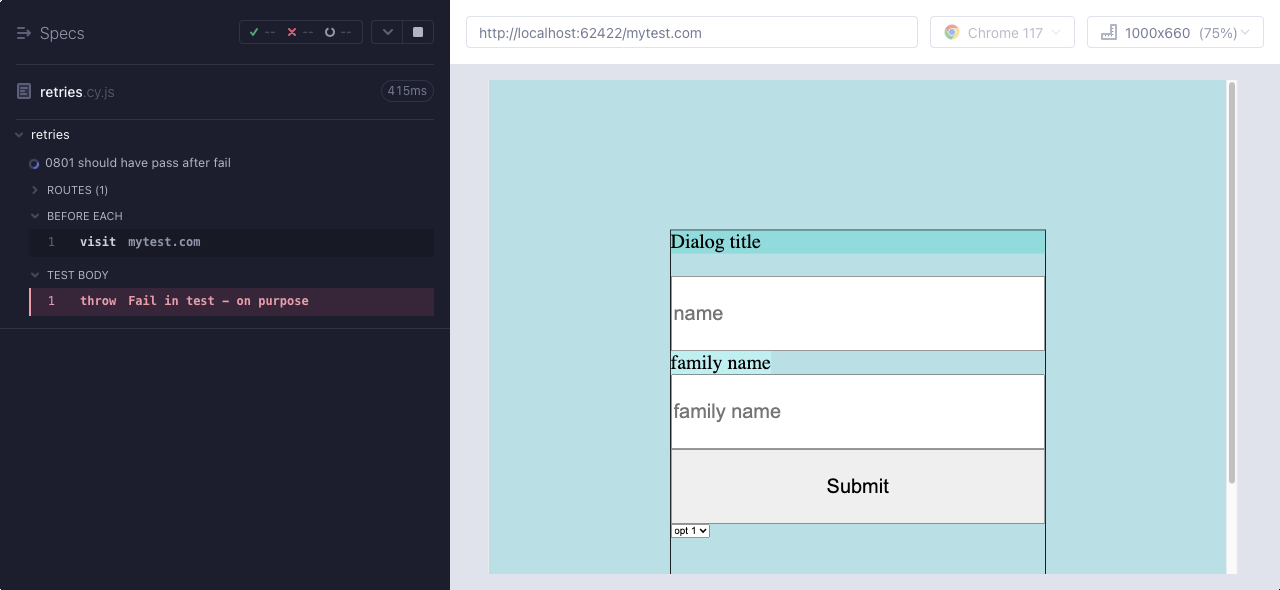 Specs
-- -- --
retries.cy.js
415ms
retries
0801 should have pass after fail
ROUTES (1)
BEFORE EACH
1 visit mytest.com
TEST BODY
1 throw Fail in test - on purpose
http://localhost:62422/mytest.com
Chrome 117
1000x660 (75%)
Dialog title
name
family name
family name
Submit
opt 1